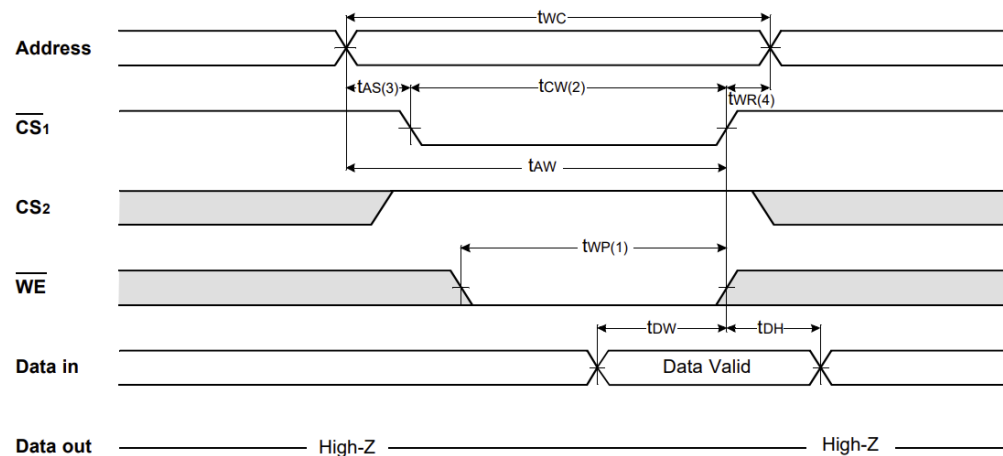 tWC
Address
tAS(3) tCW(2) tWR(4)
CS1
tAW
CS2
tWP(1)
WE
tDW tDH
Data in Data Valid
Data out High-Z High-Z